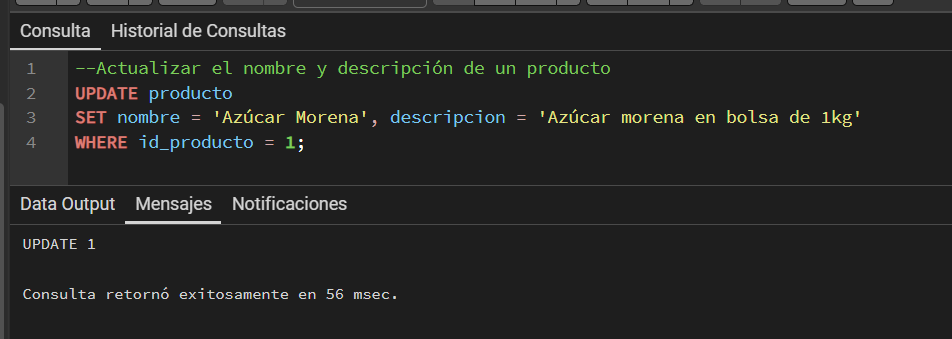 Consulta Historial de Consultas
1 --Actualizar el nombre y descripción de un producto
2 UPDATE producto
3 SET nombre = 'Azúcar Morena', descripcion = 'Azúcar morena en bolsa de 1kg'
4 WHERE id_producto = 1;
Data Output Mensajes Notificaciones
UPDATE 1
Consulta retornó exitosamente en 56 msec.